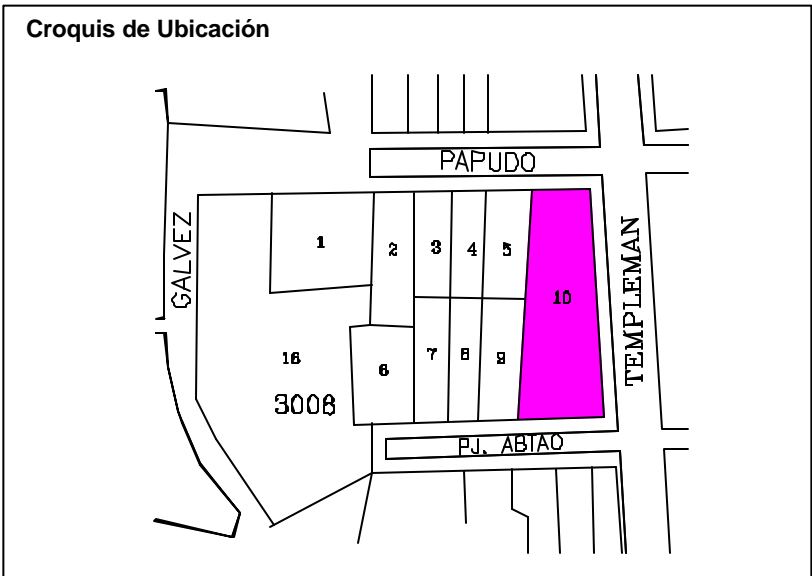 Croquis de Ubicación
PAPUDO
GALVEZ
TEMPLEMAN
1
2
3
4
5
10
16
6
7
8
9
3008
PJ. ABTAO